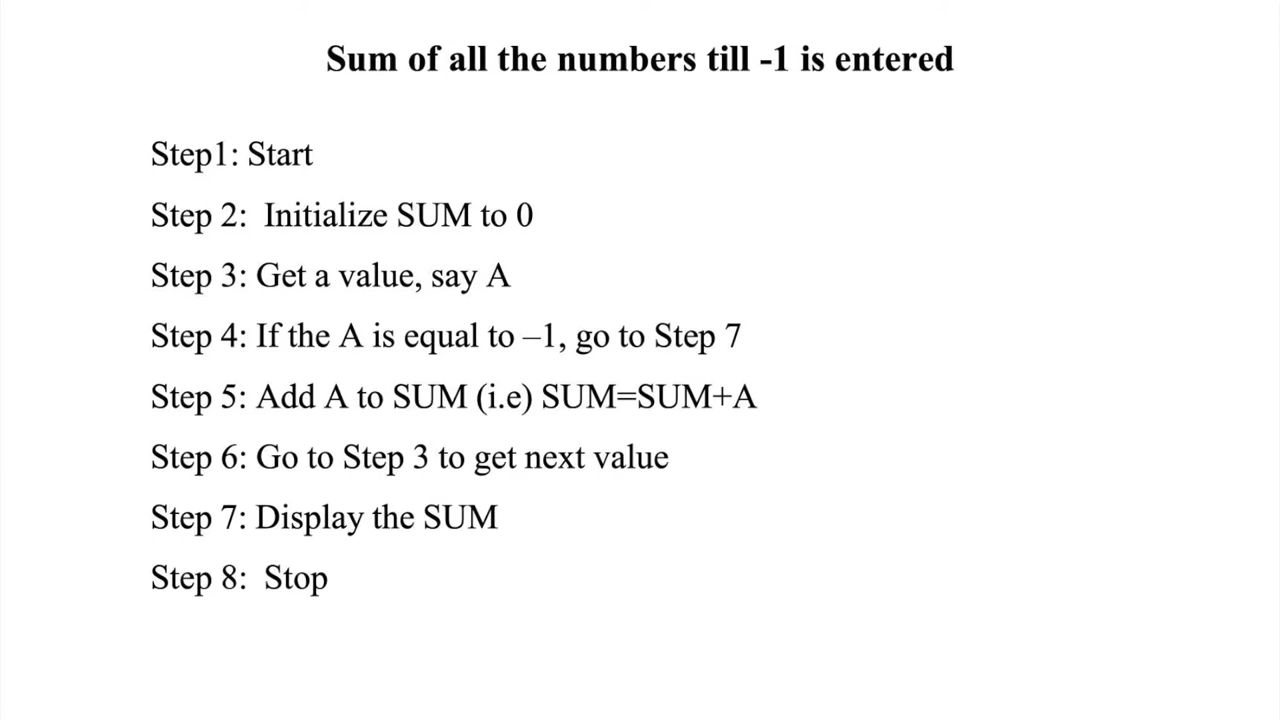 Sum of all the numbers till -1 is entered
Step1: Start
Step 2:  Initialize SUM to 0
Step 3: Get a value, say A
Step 4: If the A is equal to –1, go to Step 7
Step 5: Add A to SUM (i.e) SUM=SUM+A
Step 6: Go to Step 3 to get next value
Step 7: Display the SUM
Step 8:  Stop